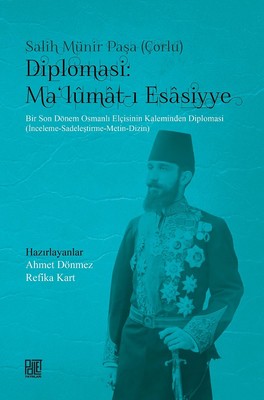 Salih Münir Paşa (Çorlu)
Diplomasi:
Ma‘lûmât-ı Esâsiyye
Bir Son Dönem Osmanlı Elçisinin Kaleminden Diplomasi
(İnceleme-Sadeleştirme-Metin-Dizin)
Hazırlayanlar
Ahmet Dönmez
Refika Kart